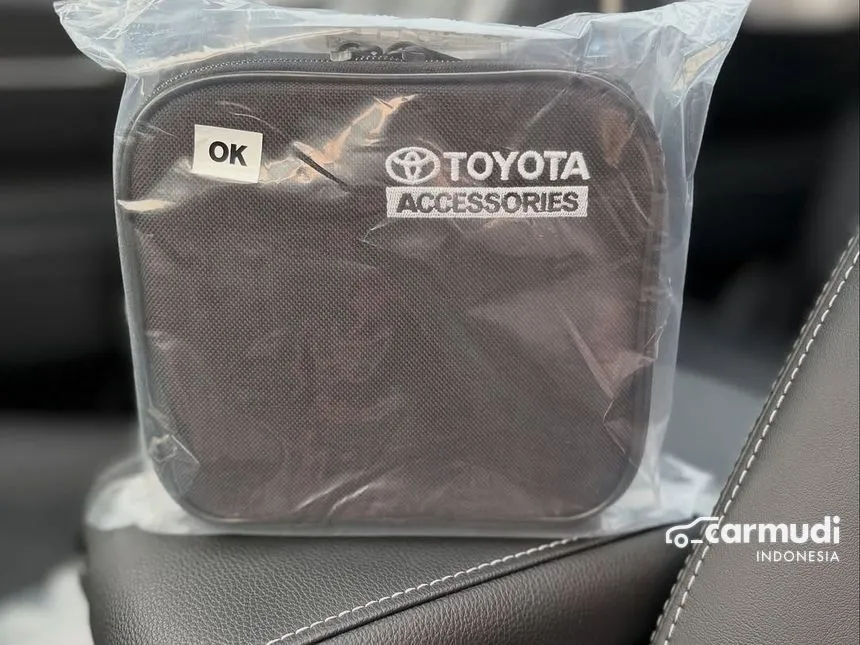 OK
TOYOTA
ACCESSORIES
carmudi
INDONESIA